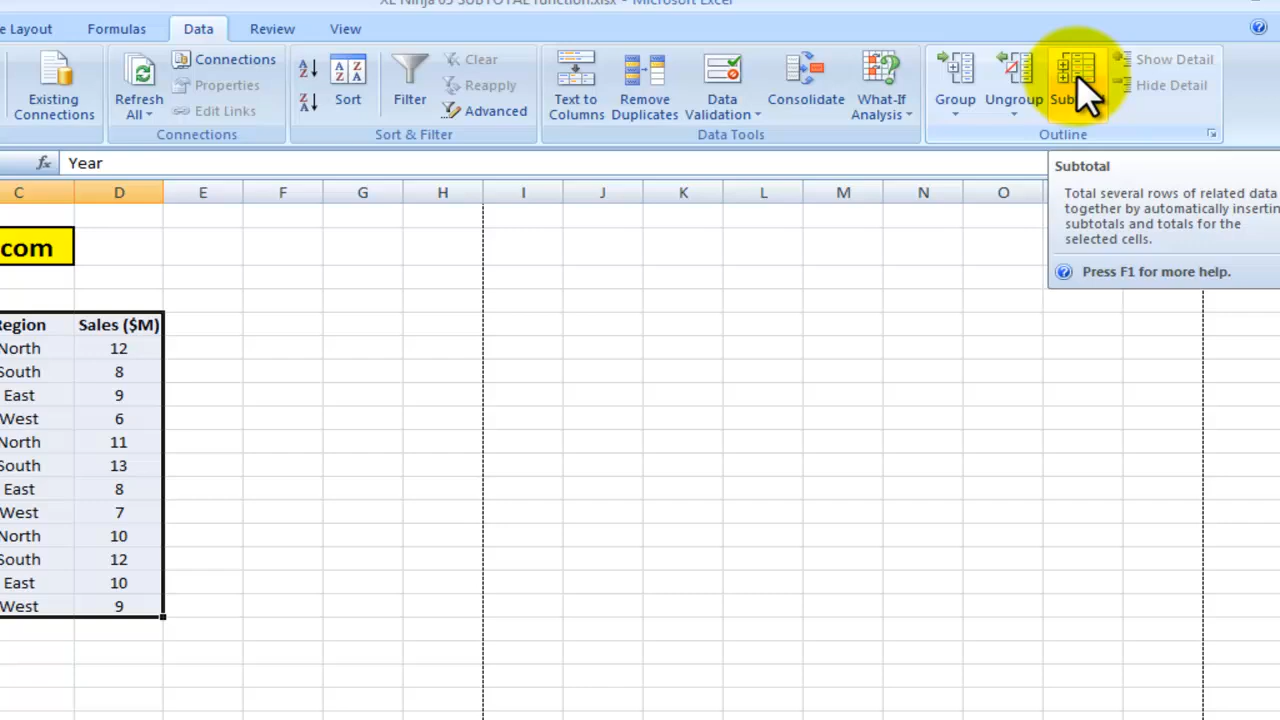 XL Ninja 65 SUBTOTAL function.xlsx - Microsoft Excel
e Layout Formulas Data Review View
Existing Connections
Refresh All
Connections
Properties
Edit Links
Connections
Sort
Filter
Clear
Reapply
Advanced
Sort & Filter
Text to Columns
Remove Duplicates
Data Validation
Consolidate
What-If Analysis
Data Tools
Group
Ungroup
Show Detail
Hide Detail
Outline
fx Year
C D E F G H I J K L M N O
com
Region Sales ($M)
North 12
South 8
East 9
West 6
North 11
South 13
East 8
West 7
North 10
South 12
East 10
West 9
Subtotal
Total several rows of related data
together by automatically insertin
subtotals and totals for the
selected cells.
Press F1 for more help.